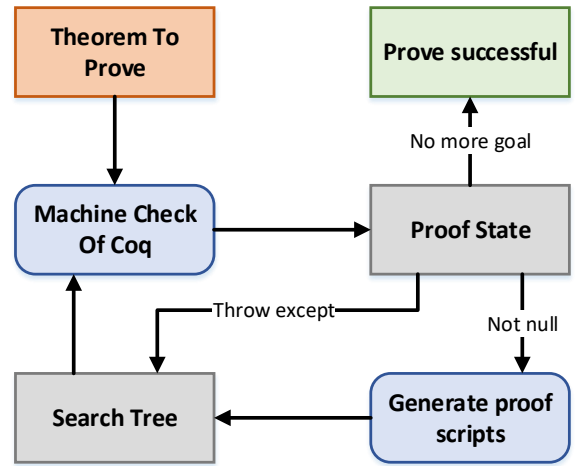 Theorem To
Prove
Prove successful
No more goal
Machine Check
Of Coq
Proof State
Throw except
Not null
Search Tree
Generate proof
scripts